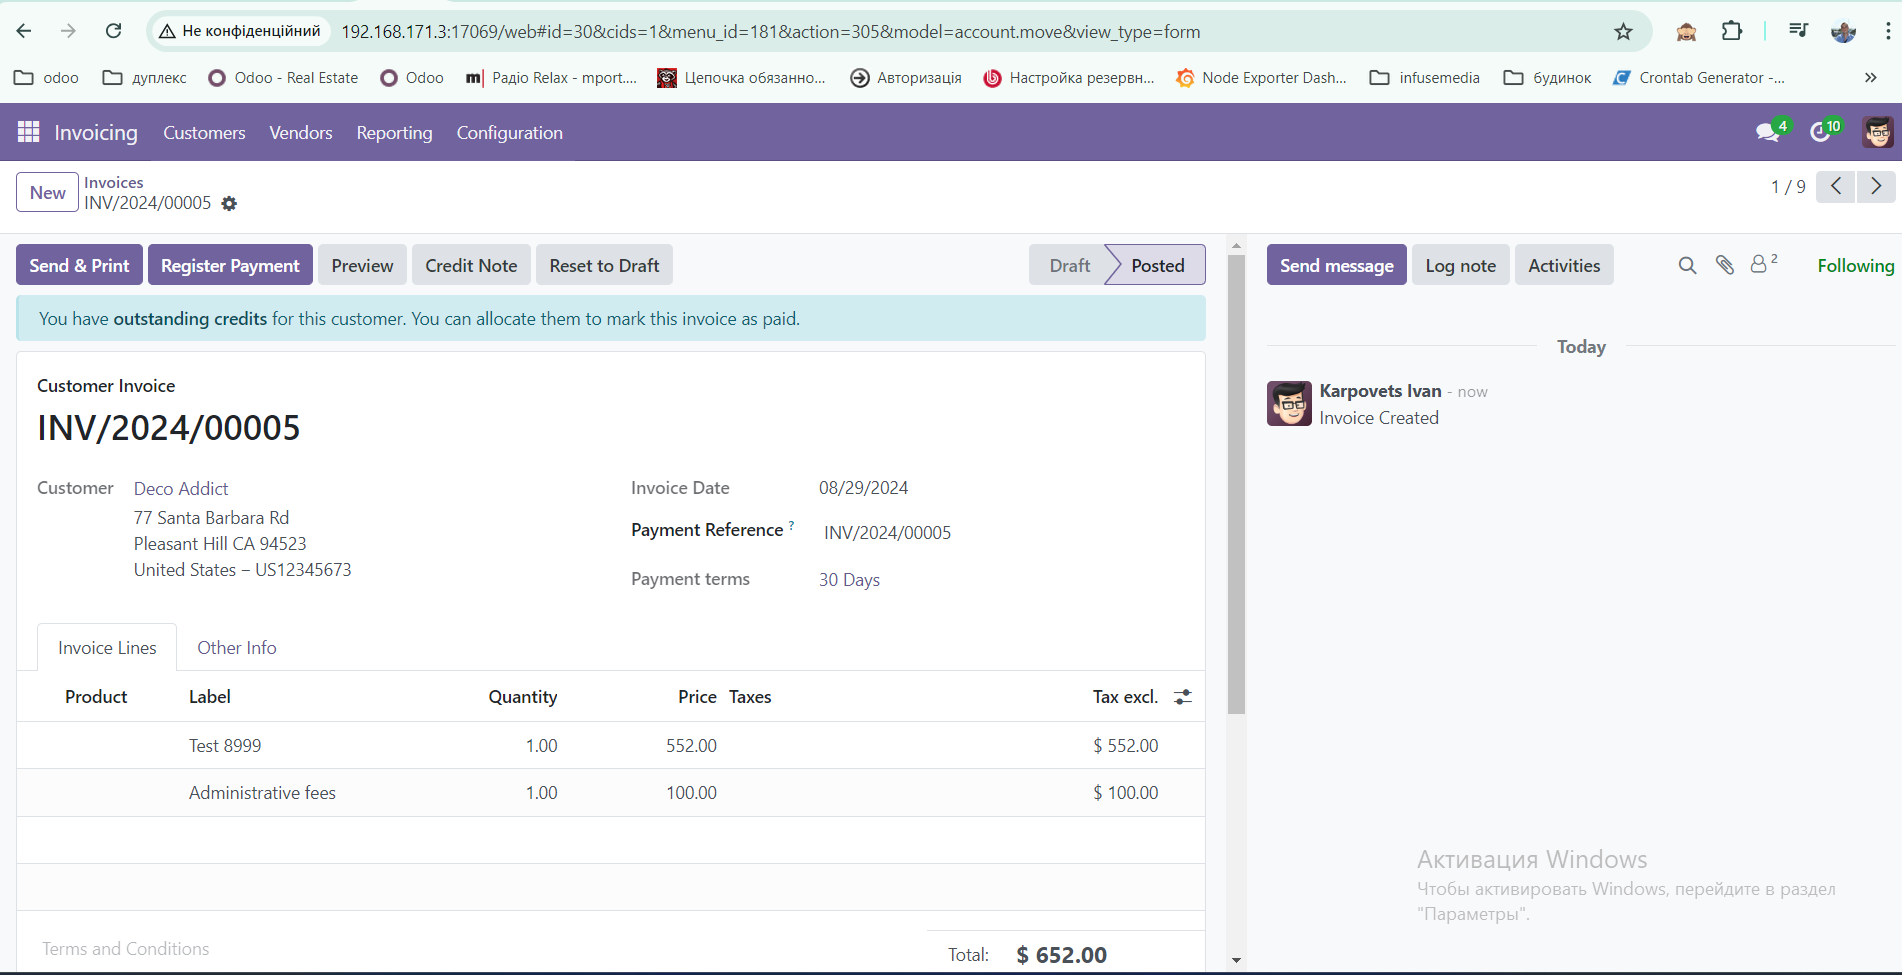 Не конфіденційний 192.168.171.3:17069/web#id=30&cids=1&menu_id=181&action=305&model=account.move&view_type=form
odoo дуплекс Odoo - Real Estate Odoo m| Радіо Relax - mport.... Цепочка обязанно... Авторизація Настройка резервн... Node Exporter Dash... infusemedia будинок Crontab Generator -... »
Invoicing Customers Vendors Reporting Configuration 4 10
New Invoices
INV/2024/00005
1 / 9
Send & Print Register Payment Preview Credit Note Reset to Draft Draft Posted
You have outstanding credits for this customer. You can allocate them to mark this invoice as paid.
Customer Invoice
INV/2024/00005
Customer Deco Addict
77 Santa Barbara Rd
Pleasant Hill CA 94523
United States – US12345673
Invoice Date 08/29/2024
Payment Reference ? INV/2024/00005
Payment terms 30 Days
Invoice Lines Other Info
Product Label Quantity Price Taxes Tax excl.
Test 8999 1.00 552.00 $ 552.00
Administrative fees 1.00 100.00 $ 100.00
Terms and Conditions
Total: $ 652.00
Send message Log note Activities 2 Following
Today
Karpovets Ivan - now
Invoice Created
Активация Windows
Чтобы активировать Windows, перейдите в раздел
"Параметры".